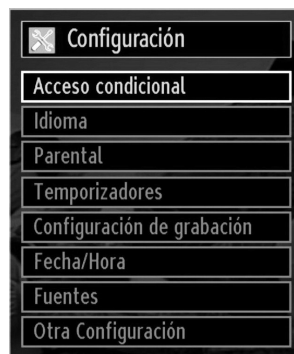 Configuración
Acceso condicional
Idioma
Parental
Temporizadores
Configuración de grabación
Fecha/Hora
Fuentes
Otra Configuración